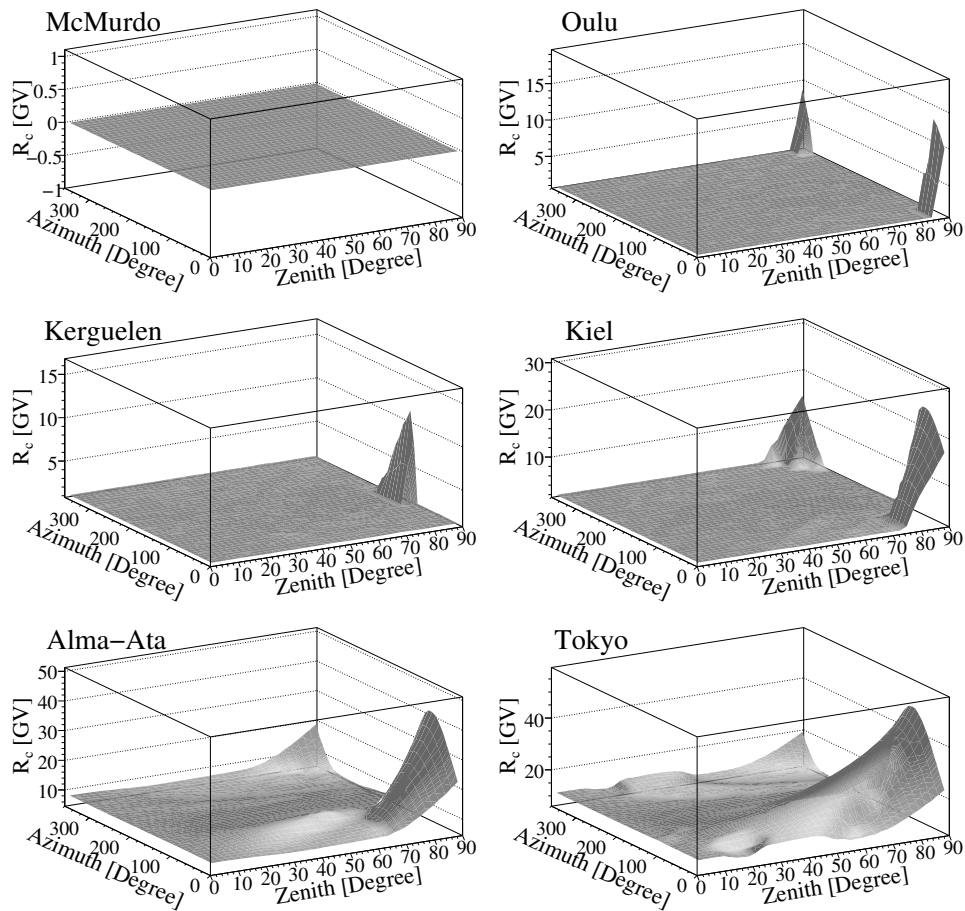 McMurdo
R_c [GV]
1
0.5
0
−0.5
−1
300
200
100
0
Azimuth [Degree]
0 10 20 30 40 50 60 70 80 90
Zenith [Degree]
Oulu
R_c [GV]
15
10
5
300
200
100
0
Azimuth [Degree]
0 10 20 30 40 50 60 70 80 90
Zenith [Degree]
Kerguelen
R_c [GV]
15
10
5
300
200
100
0
Azimuth [Degree]
0 10 20 30 40 50 60 70 80 90
Zenith [Degree]
Kiel
R_c [GV]
30
20
10
300
200
100
0
Azimuth [Degree]
0 10 20 30 40 50 60 70 80 90
Zenith [Degree]
Alma−Ata
R_c [GV]
50
40
30
20
10
300
200
100
0
Azimuth [Degree]
0 10 20 30 40 50 60 70 80 90
Zenith [Degree]
Tokyo
R_c [GV]
40
20
300
200
100
0
Azimuth [Degree]
0 10 20 30 40 50 60 70 80 90
Zenith [Degree]